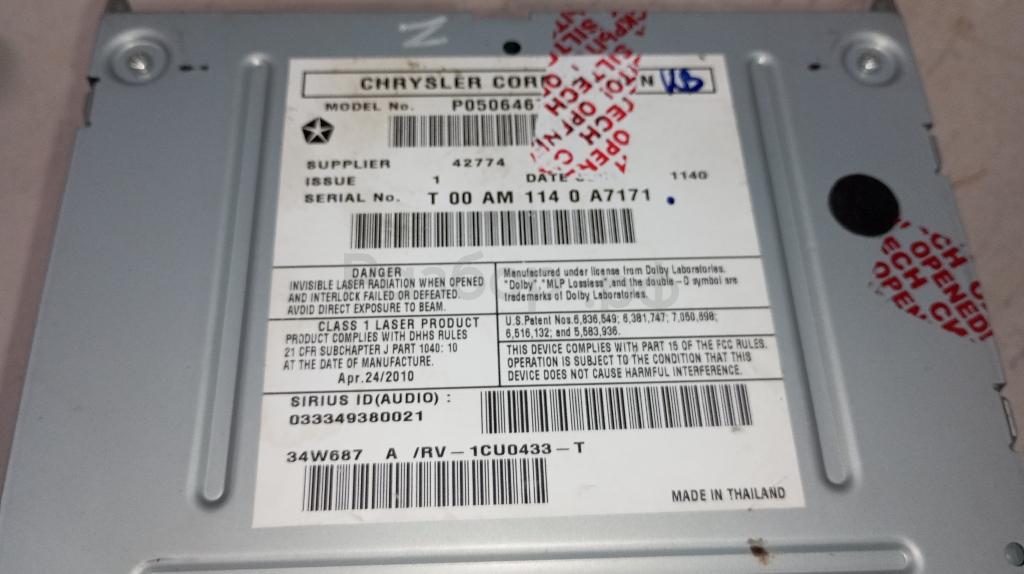 Z
CHRYSLER CORP N KB
MODEL No. P050646
SUPPLIER 42774
ISSUE 1 DATE 1140
SERIAL No. T 00 AM 114 0 A7171
DANGER
INVISIBLE LASER RADIATION WHEN OPENED
AND INTERLOCK FAILED OR DEFEATED.
AVOID DIRECT EXPOSURE TO BEAM.
Manufactured under license from Dolby Laboratories.
"Dolby", "MLP Lossless", and the double-D symbol are
trademarks of Dolby Laboratories.
CLASS 1 LASER PRODUCT
PRODUCT COMPLIES WITH DHHS RULES
21 CFR SUBCHAPTER J PART 1040: 10
AT THE DATE OF MANUFACTURE.
Apr.24/2010
U.S.Patent Nos.5,836,549; 6,381,747; 7,050,698;
6,516,132; and 5,583,936.
THIS DEVICE COMPLIES WITH PART 15 OF THE FCC RULES.
OPERATION IS SUBJECT TO THE CONDITION THAT THIS
DEVICE DOES NOT CAUSE HARMFUL INTERFERENCE.
SIRIUS ID(AUDIO) :
033349380021
34W687 A /RV-1CU0433-T
MADE IN THAILAND
ECH
OPENEDI
ECH
OPEN